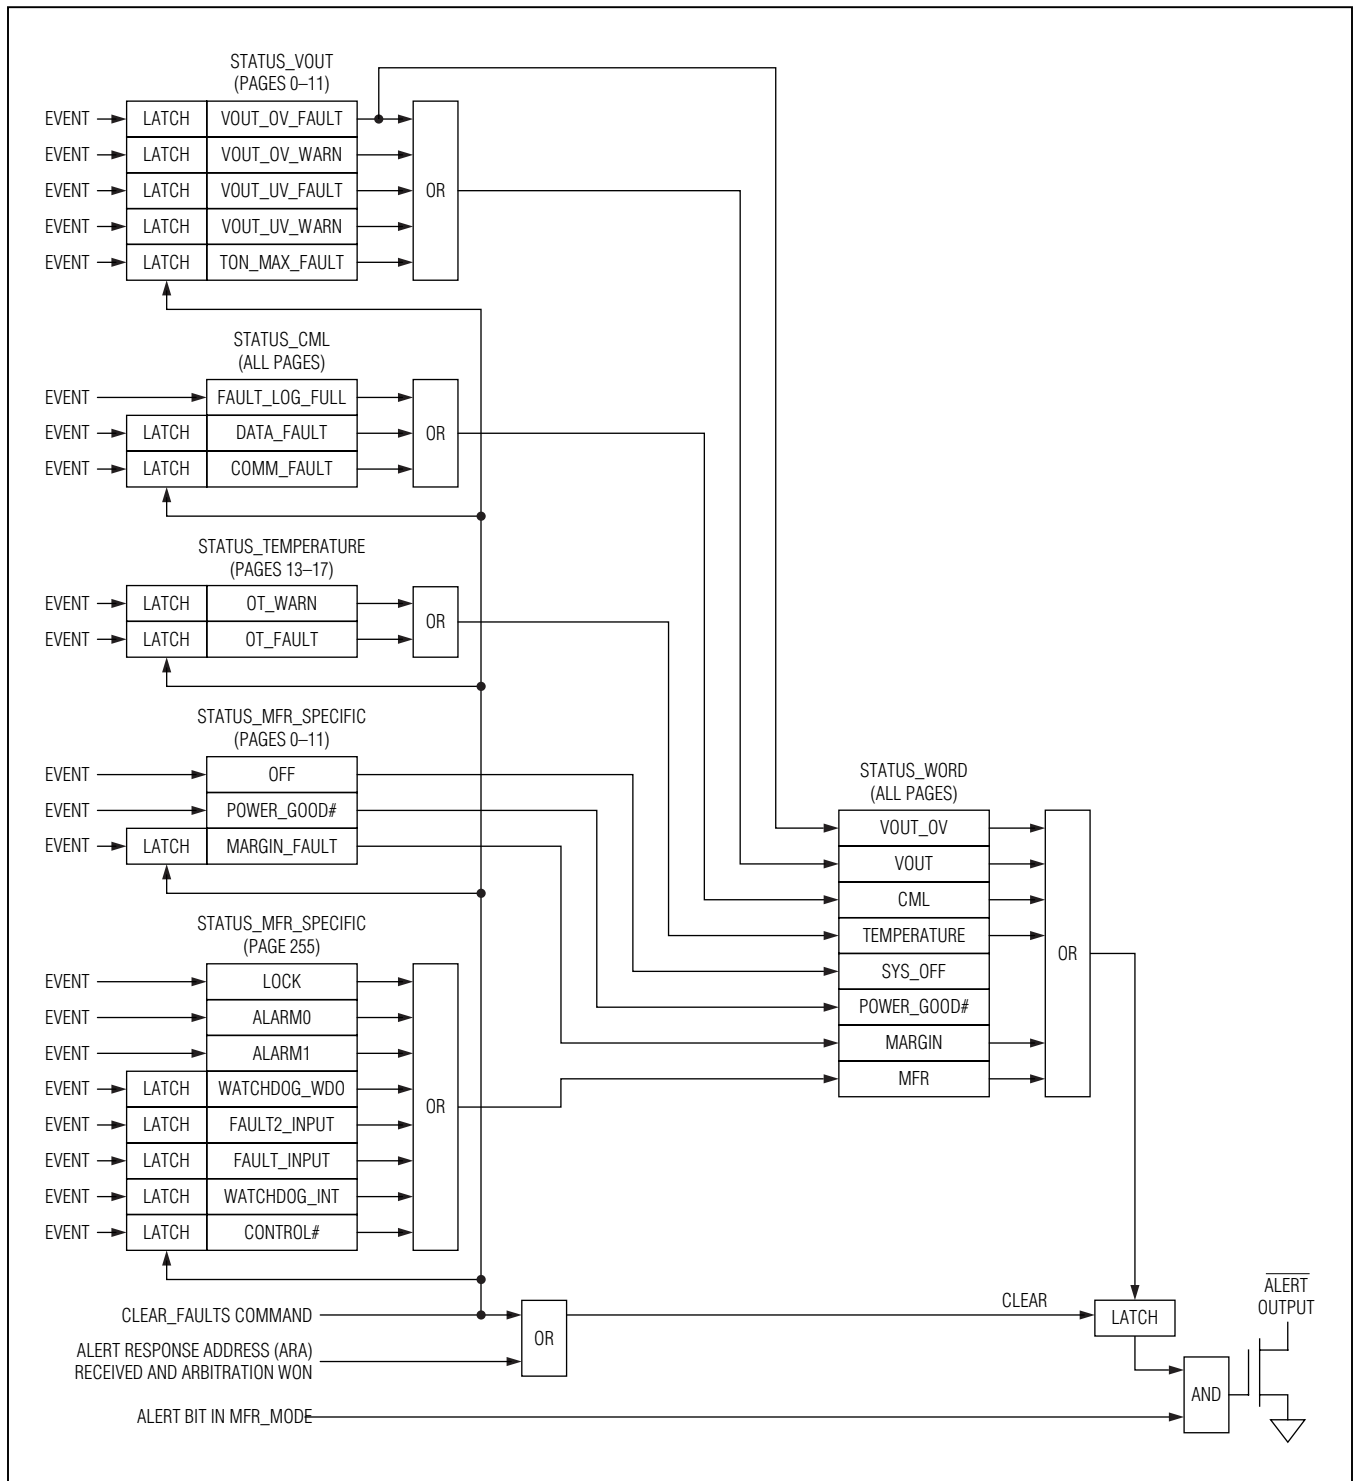 STATUS_VOUT
(PAGES 0–11)
EVENT LATCH VOUT_OV_FAULT
EVENT LATCH VOUT_OV_WARN
EVENT LATCH VOUT_UV_FAULT OR
EVENT LATCH VOUT_UV_WARN
EVENT LATCH TON_MAX_FAULT
STATUS_CML
(ALL PAGES)
EVENT FAULT_LOG_FULL
EVENT LATCH DATA_FAULT OR
EVENT LATCH COMM_FAULT
STATUS_TEMPERATURE
(PAGES 13–17)
EVENT LATCH OT_WARN
OR
EVENT LATCH OT_FAULT
STATUS_MFR_SPECIFIC
(PAGES 0–11)
EVENT OFF
EVENT POWER_GOOD#
EVENT LATCH MARGIN_FAULT
STATUS_MFR_SPECIFIC
(PAGE 255)
EVENT LOCK
EVENT ALARM0
EVENT ALARM1
EVENT LATCH WATCHDOG_WDO
OR
EVENT LATCH FAULT2_INPUT
EVENT LATCH FAULT_INPUT
EVENT LATCH WATCHDOG_INT
EVENT LATCH CONTROL#
STATUS_WORD
(ALL PAGES)
VOUT_OV
VOUT
CML
TEMPERATURE
OR
SYS_OFF
POWER_GOOD#
MARGIN
MFR
CLEAR_FAULTS COMMAND
OR
ALERT RESPONSE ADDRESS (ARA)
RECEIVED AND ARBITRATION WON
CLEAR
LATCH
ALERT
OUTPUT
AND
ALERT BIT IN MFR_MODE